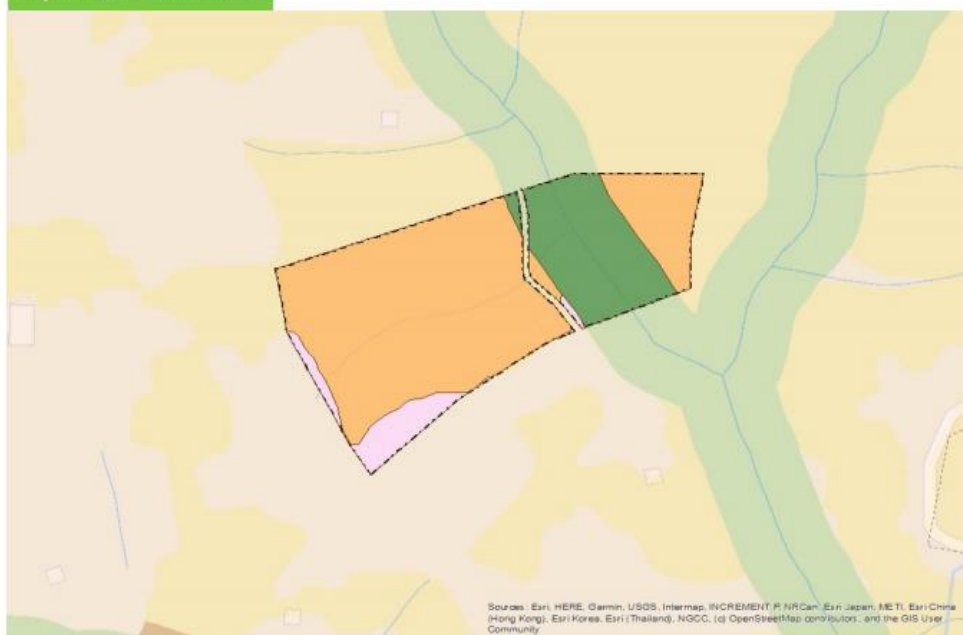 Sources: Esri, HERE, Garmin, USGS, Intermap, INCREMENT P, NRCan, Esri Japan, METI, Esri China
(Hong Kong), Esri Korea, Esri (Thailand), NGCC, (c) OpenStreetMap contributors, and the GIS User
Community